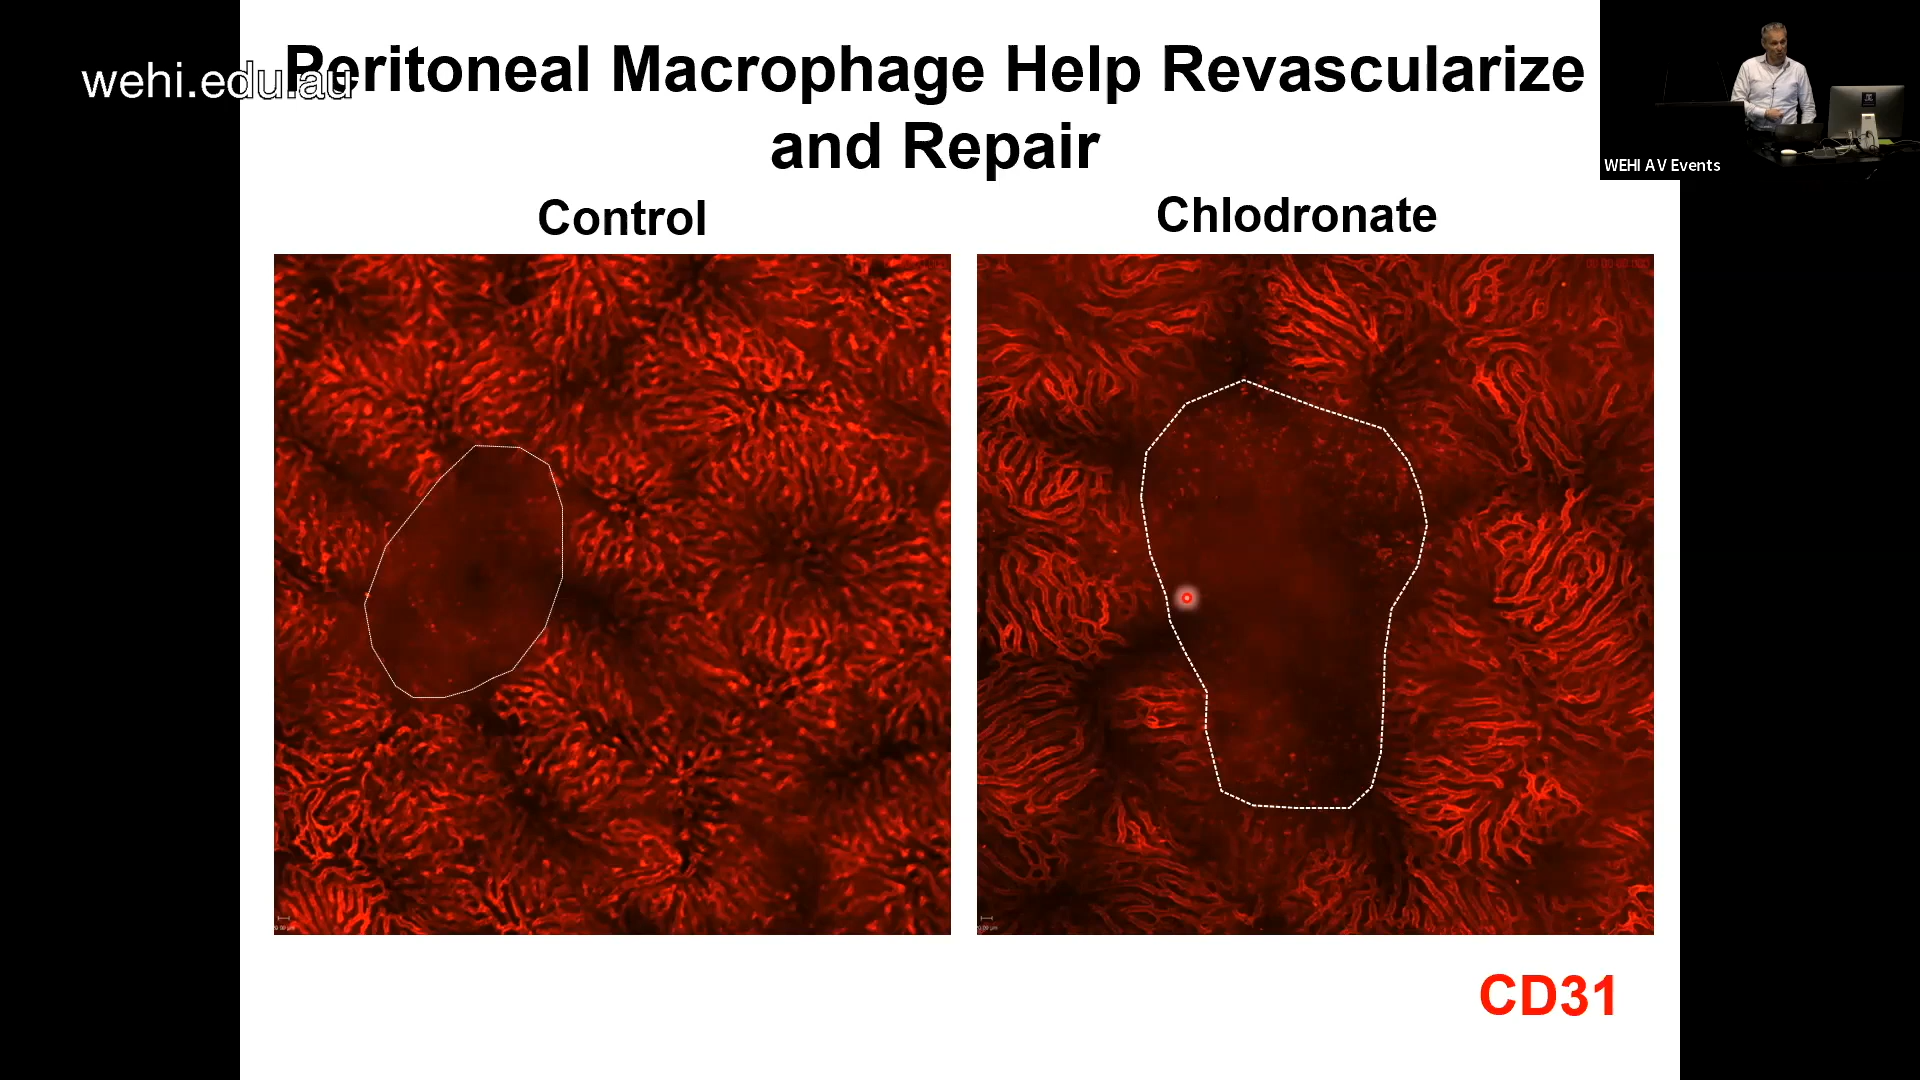 wehi.edu.au
Peritoneal Macrophage Help Revascularize
and Repair
WEHI AV Events
Control
Chlodronate
CD31